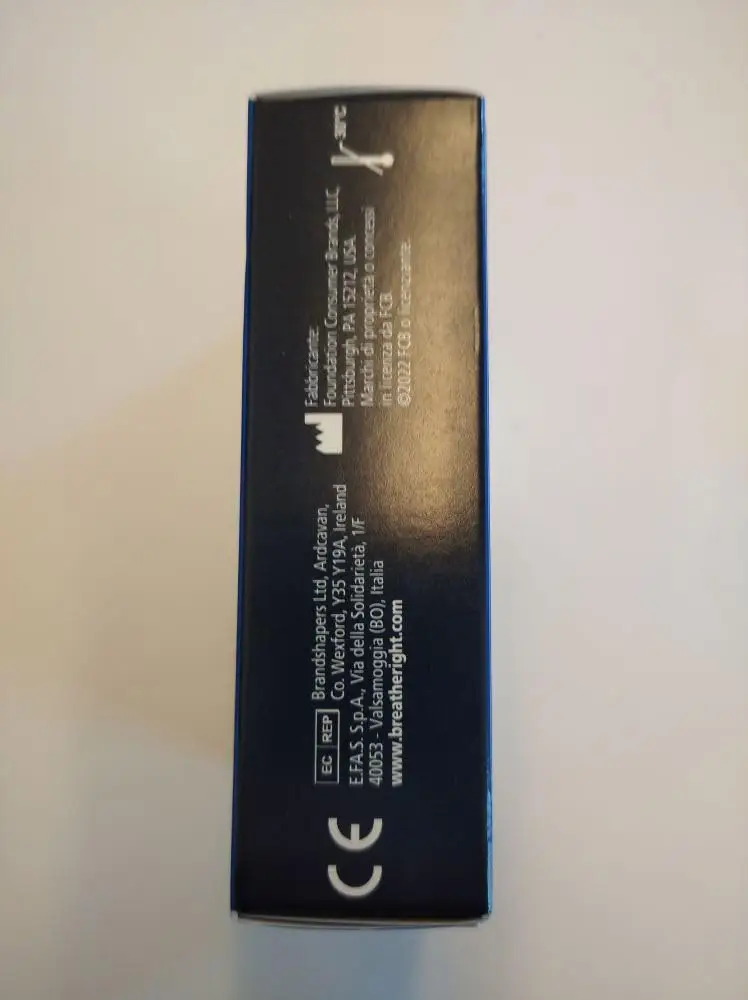 CE
EC REP
Brandshapers Ltd, Ardcavan,
Co. Wexford, Y35 Y19A, Ireland
E.FA.S. S.p.A., Via della Solidarietà, 1/F
40053 - Valsamoggia (BO), Italia
www.breatheright.com
Fabbricante:
Foundation Consumer Brands, LLC
Pittsburgh, PA 15212, USA.
Marchi di proprietà o concessi
in licenza da FCB.
©2022 FCB o licenziante.
30°C